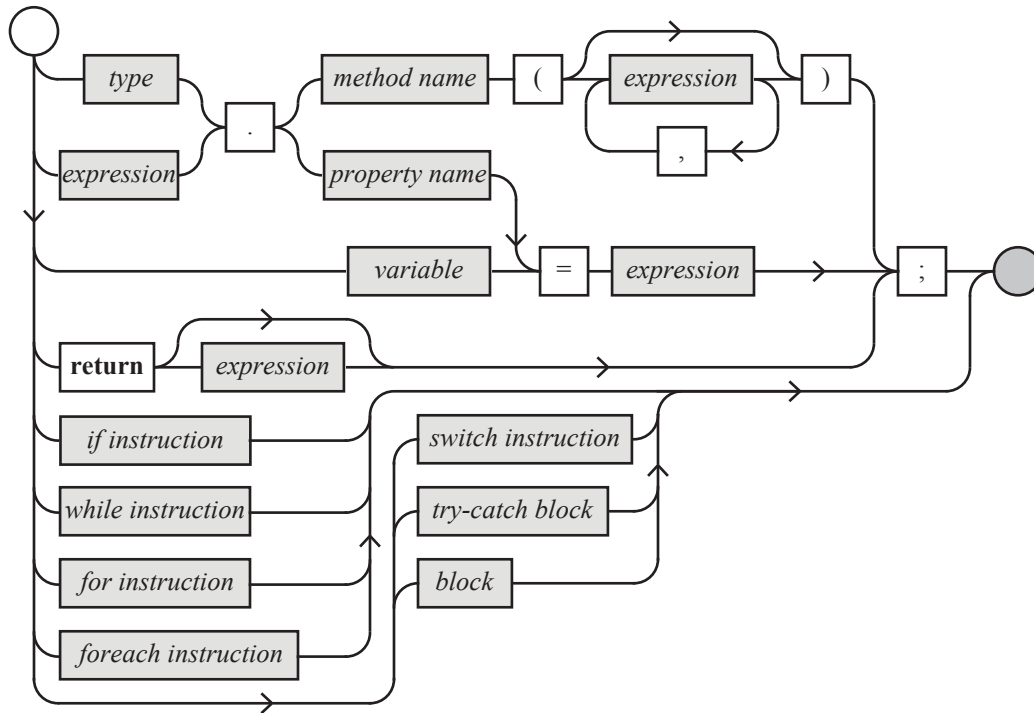 type
method name
(
expression
)
.
,
expression
property name
variable
=
expression
;
return
expression
if instruction
switch instruction
while instruction
try-catch block
for instruction
block
foreach instruction